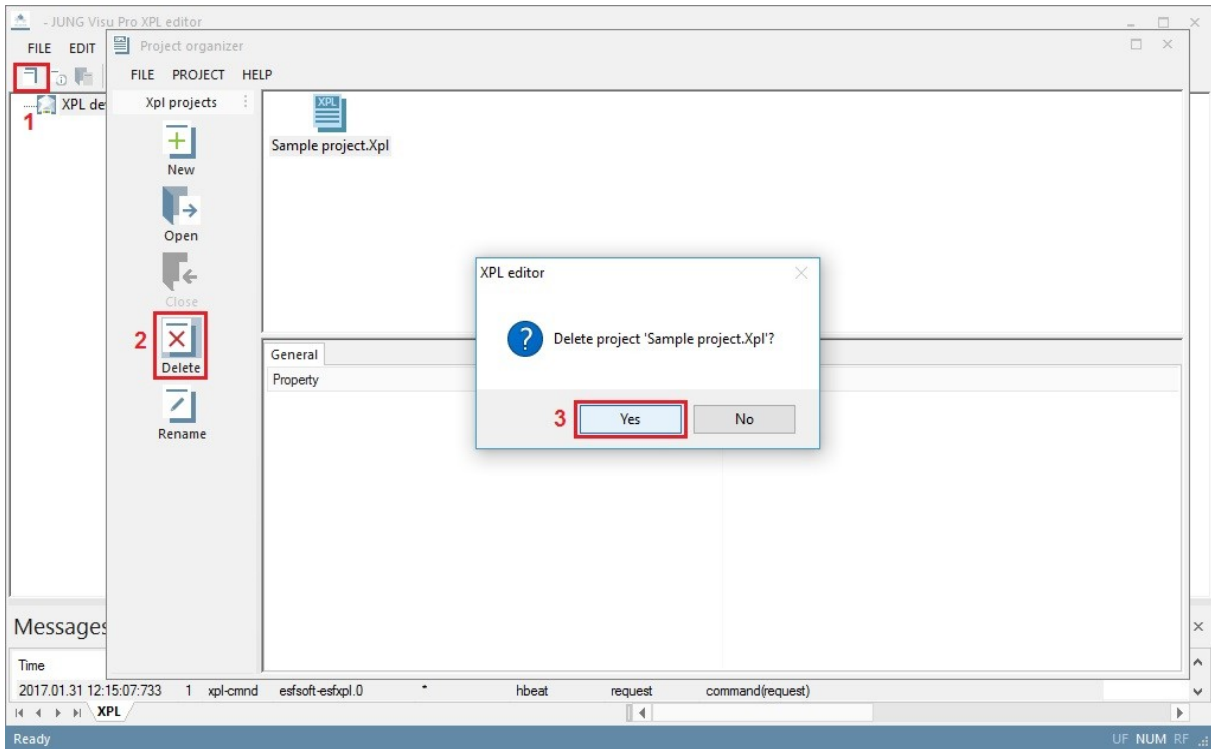 - JUNG Visu Pro XPL editor
FILE EDIT
Project organizer
FILE PROJECT HELP
1
XPL de
Xpl projects
New
Open
Close
2
Delete
Rename
XPL
Sample project.Xpl
General
Property
XPL editor
Delete project 'Sample project.Xpl'?
3
Yes
No
Messages
Time
2017.01.31 12:15:07:733 1 xpl-cmnd esfsoft-esfxpl.0 * hbeat request command(request)
XPL
Ready
UF NUM RF